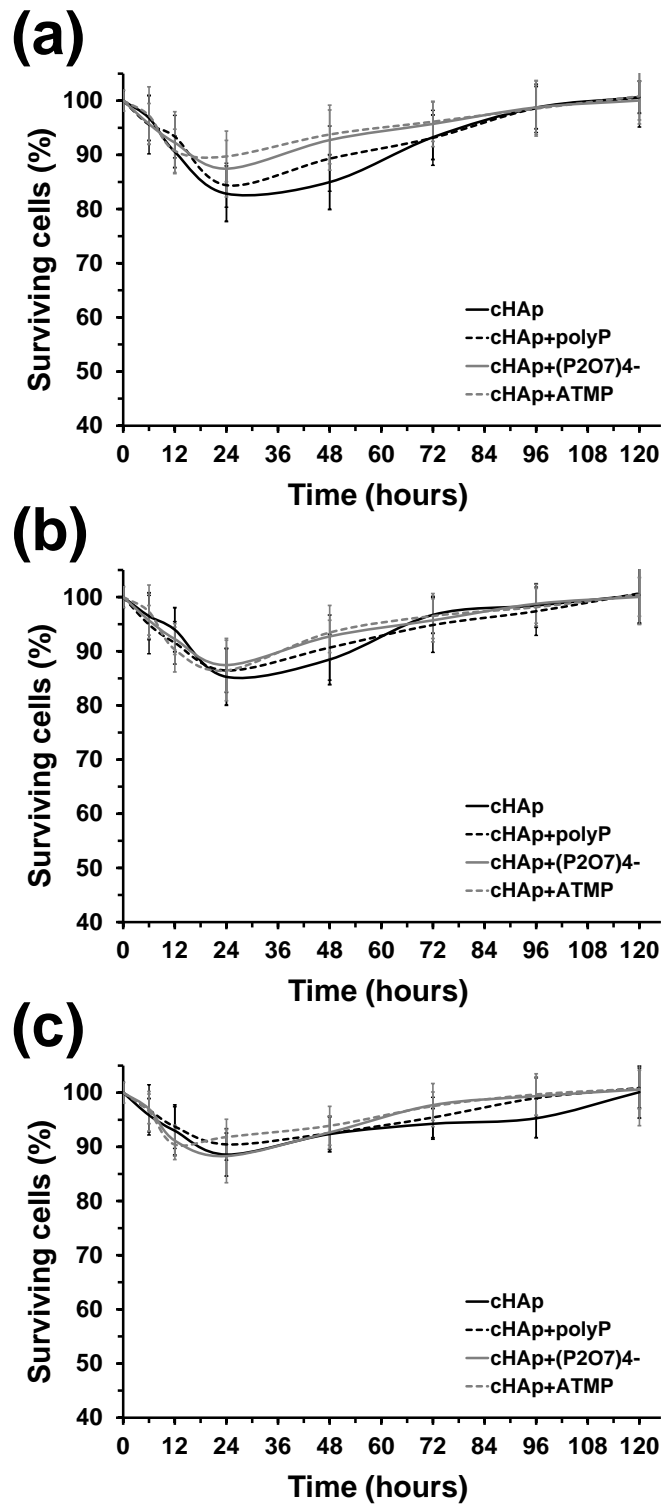 (a)
Surviving cells (%)
100
90
80
70
60
50
40
cHAp
cHAp+polyP
cHAp+(P2O7)4-
cHAp+ATMP
0 12 24 36 48 60 72 84 96 108 120
Time (hours)
(b)
Surviving cells (%)
100
90
80
70
60
50
40
cHAp
cHAp+polyP
cHAp+(P2O7)4-
cHAp+ATMP
0 12 24 36 48 60 72 84 96 108 120
Time (hours)
(c)
Surviving cells (%)
100
90
80
70
60
50
40
cHAp
cHAp+polyP
cHAp+(P2O7)4-
cHAp+ATMP
0 12 24 36 48 60 72 84 96 108 120
Time (hours)